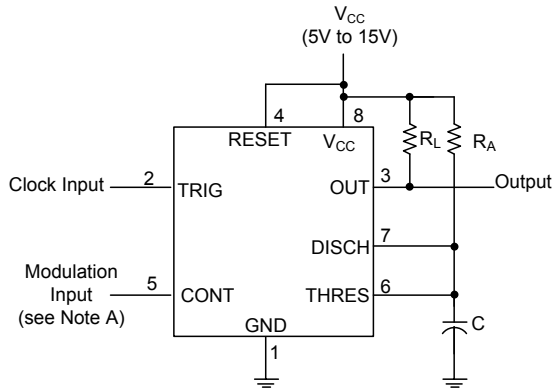 VCC
(5V to 15V)
4
8
RESET
VCC
RL
RA
Clock Input
2
TRIG
OUT
3
Output
DISCH
7
Modulation
Input
(see Note A)
5
CONT
THRES
6
GND
1
C